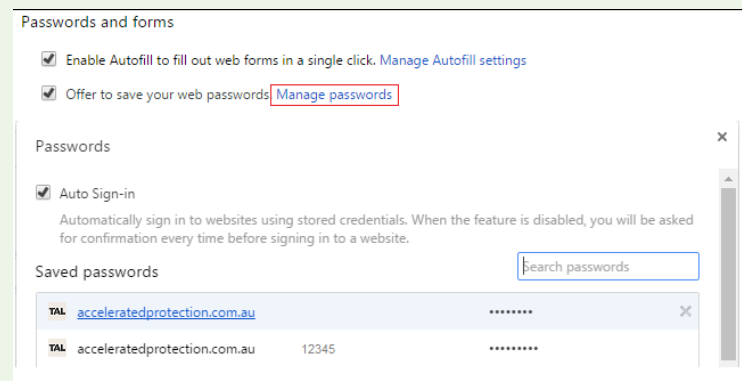 Passwords and forms
Enable Autofill to fill out web forms in a single click. Manage Autofill settings
Offer to save your web passwords Manage passwords
Passwords
Auto Sign-in
Automatically sign in to websites using stored credentials. When the feature is disabled, you will be asked
for confirmation every time before signing in to a website.
Saved passwords
Search passwords
TAL acceleratedprotection.com.au ••••••••
TAL acceleratedprotection.com.au 12345 •••••••••